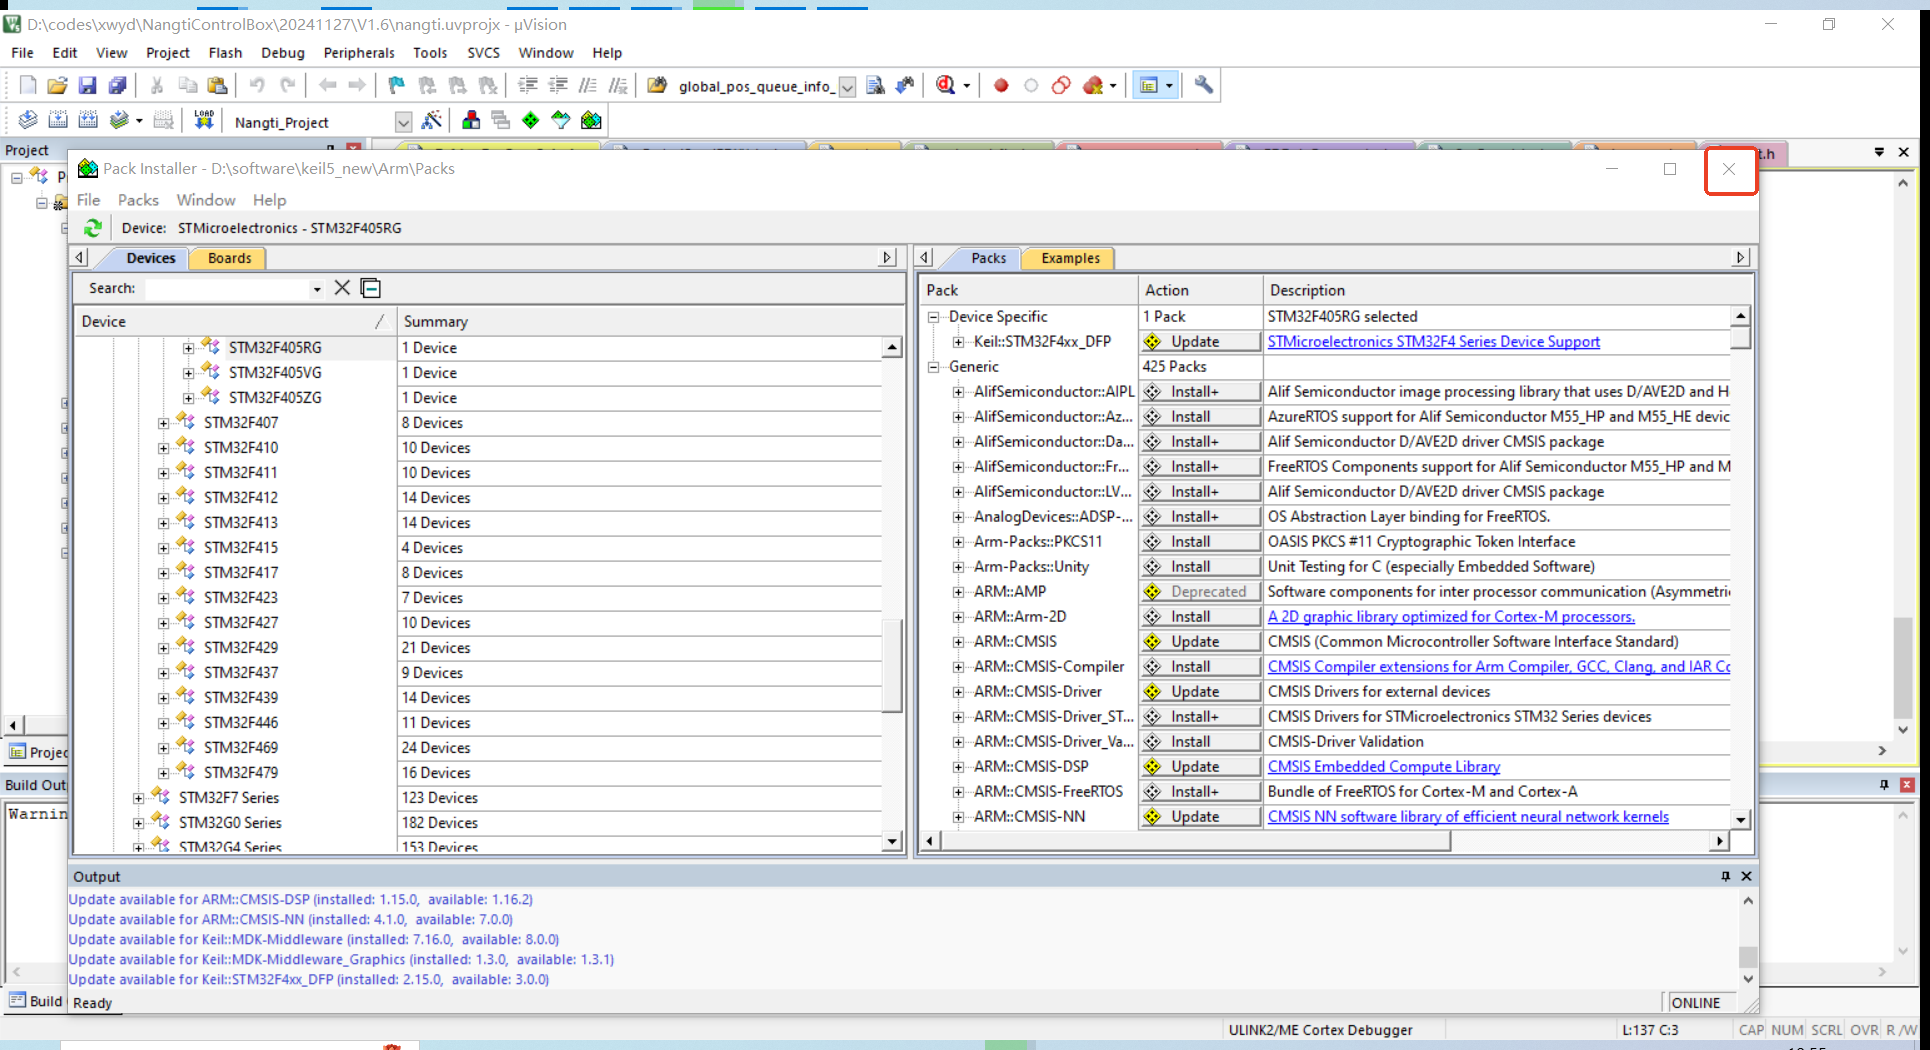 D:\codes\xwyd\NangtiControlBox\20241127\V1.6\nangti.uvprojx - µVision
File Edit View Project Flash Debug Peripherals Tools SVCS Window Help
global_pos_queue_info_
LOAD Nangti_Project
Project
.h
Pack Installer - D:\software\keil5_new\Arm\Packs
File Packs Window Help
Device: STMicroelectronics - STM32F405RG
Devices Boards
Search:
Device Summary
STM32F405RG 1 Device
STM32F405VG 1 Device
STM32F405ZG 1 Device
STM32F407 8 Devices
STM32F410 10 Devices
STM32F411 10 Devices
STM32F412 14 Devices
STM32F413 14 Devices
STM32F415 4 Devices
STM32F417 8 Devices
STM32F423 7 Devices
STM32F427 10 Devices
STM32F429 21 Devices
STM32F437 9 Devices
STM32F439 14 Devices
STM32F446 11 Devices
STM32F469 24 Devices
STM32F479 16 Devices
STM32F7 Series 123 Devices
STM32G0 Series 182 Devices
STM32G4 Series 153 Devices
Packs Examples
Pack Action Description
Device Specific 1 Pack STM32F405RG selected
Keil::STM32F4xx_DFP Update STMicroelectronics STM32F4 Series Device Support
Generic 425 Packs
AlifSemiconductor::AIPL Install+ Alif Semiconductor image processing library that uses D/AVE2D and H
AlifSemiconductor::Az... Install AzureRTOS support for Alif Semiconductor M55_HP and M55_HE devic
AlifSemiconductor::Da... Install+ Alif Semiconductor D/AVE2D driver CMSIS package
AlifSemiconductor::Fr... Install+ FreeRTOS Components support for Alif Semiconductor M55_HP and M
AlifSemiconductor::LV... Install+ Alif Semiconductor D/AVE2D driver CMSIS package
AnalogDevices::ADSP-... Install+ OS Abstraction Layer binding for FreeRTOS.
Arm-Packs::PKCS11 Install OASIS PKCS #11 Cryptographic Token Interface
Arm-Packs::Unity Install Unit Testing for C (especially Embedded Software)
ARM::AMP Deprecated Software components for inter processor communication (Asymmetri
ARM::Arm-2D Install A 2D graphic library optimized for Cortex-M processors.
ARM::CMSIS Update CMSIS (Common Microcontroller Software Interface Standard)
ARM::CMSIS-Compiler Install CMSIS Compiler extensions for Arm Compiler, GCC, Clang, and IAR Co
ARM::CMSIS-Driver Update CMSIS Drivers for external devices
ARM::CMSIS-Driver_ST... Install+ CMSIS Drivers for STMicroelectronics STM32 Series devices
ARM::CMSIS-Driver_Va... Install CMSIS-Driver Validation
ARM::CMSIS-DSP Update CMSIS Embedded Compute Library
ARM::CMSIS-FreeRTOS Install+ Bundle of FreeRTOS for Cortex-M and Cortex-A
ARM::CMSIS-NN Update CMSIS NN software library of efficient neural network kernels
Projec
Build Out
Warnin
Output
Update available for ARM::CMSIS-DSP (installed: 1.15.0, available: 1.16.2)
Update available for ARM::CMSIS-NN (installed: 4.1.0, available: 7.0.0)
Update available for Keil::MDK-Middleware (installed: 7.16.0, available: 8.0.0)
Update available for Keil::MDK-Middleware_Graphics (installed: 1.3.0, available: 1.3.1)
Update available for Keil::STM32F4xx_DFP (installed: 2.15.0, available: 3.0.0)
Build
Ready ONLINE
ULINK2/ME Cortex Debugger L:137 C:3 CAP NUM SCRL OVR R/W